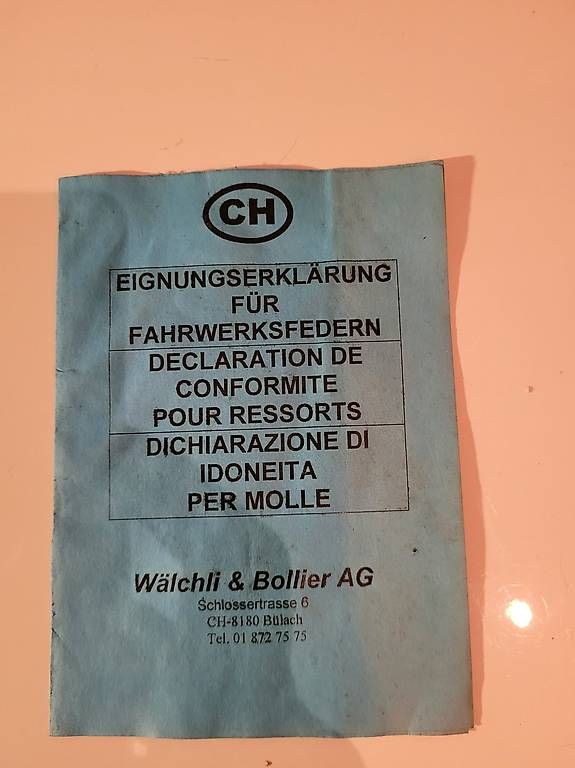 CH
EIGNUNGSERKLÄRUNG
FÜR
FAHRWERKSFEDERN
DECLARATION DE
CONFORMITE
POUR RESSORTS
DICHIARAZIONE DI
IDONEITA
PER MOLLE
Wälchli & Bollier AG
Schlossertrasse 6
CH-8180 Bülach
Tel. 01 872 75 75